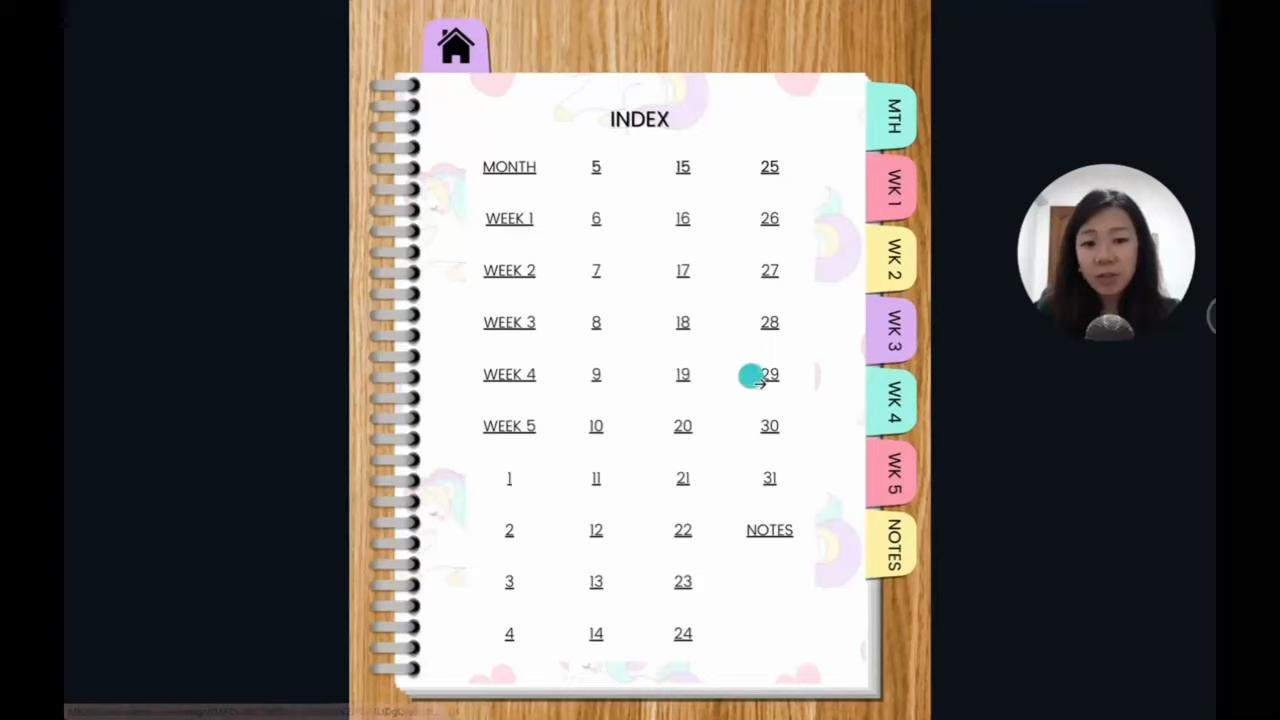 INDEX
MONTH 5 15 25
WEEK 1 6 16 26
WEEK 2 7 17 27
WEEK 3 8 18 28
WEEK 4 9 19 29
WEEK 5 10 20 30
1 11 21 31
2 12 22 NOTES
3 13 23
4 14 24
MTH
WK 1
WK 2
WK 3
WK 4
WK 5
NOTES